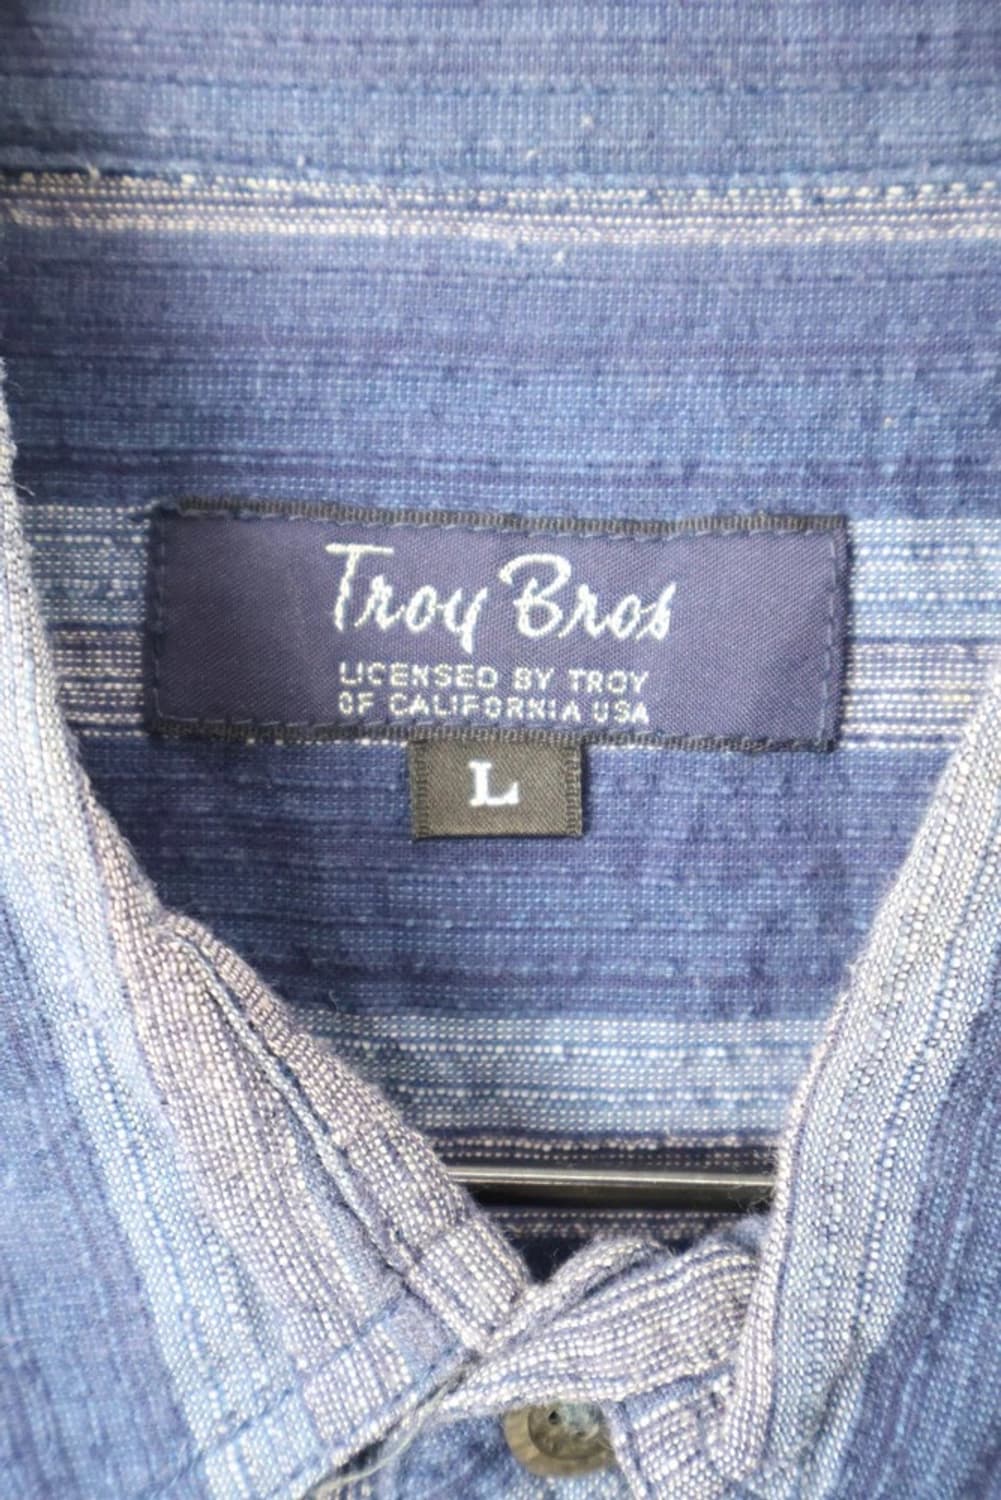 Troy Bros
LICENSED BY TROY
OF CALIFORNIA USA
L